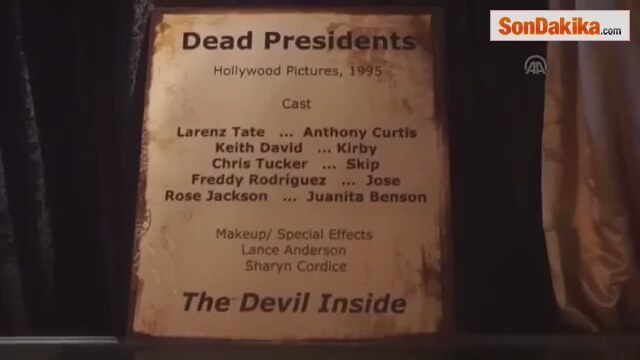 SonDakika.com
AA
Dead Presidents
Hollywood Pictures, 1995
Cast
Larenz Tate ... Anthony Curtis
Keith David ... Kirby
Chris Tucker ... Skip
Freddy Rodriguez ... Jose
Rose Jackson ... Juanita Benson
Makeup/ Special Effects
Lance Anderson
Sharyn Cordice
The Devil Inside